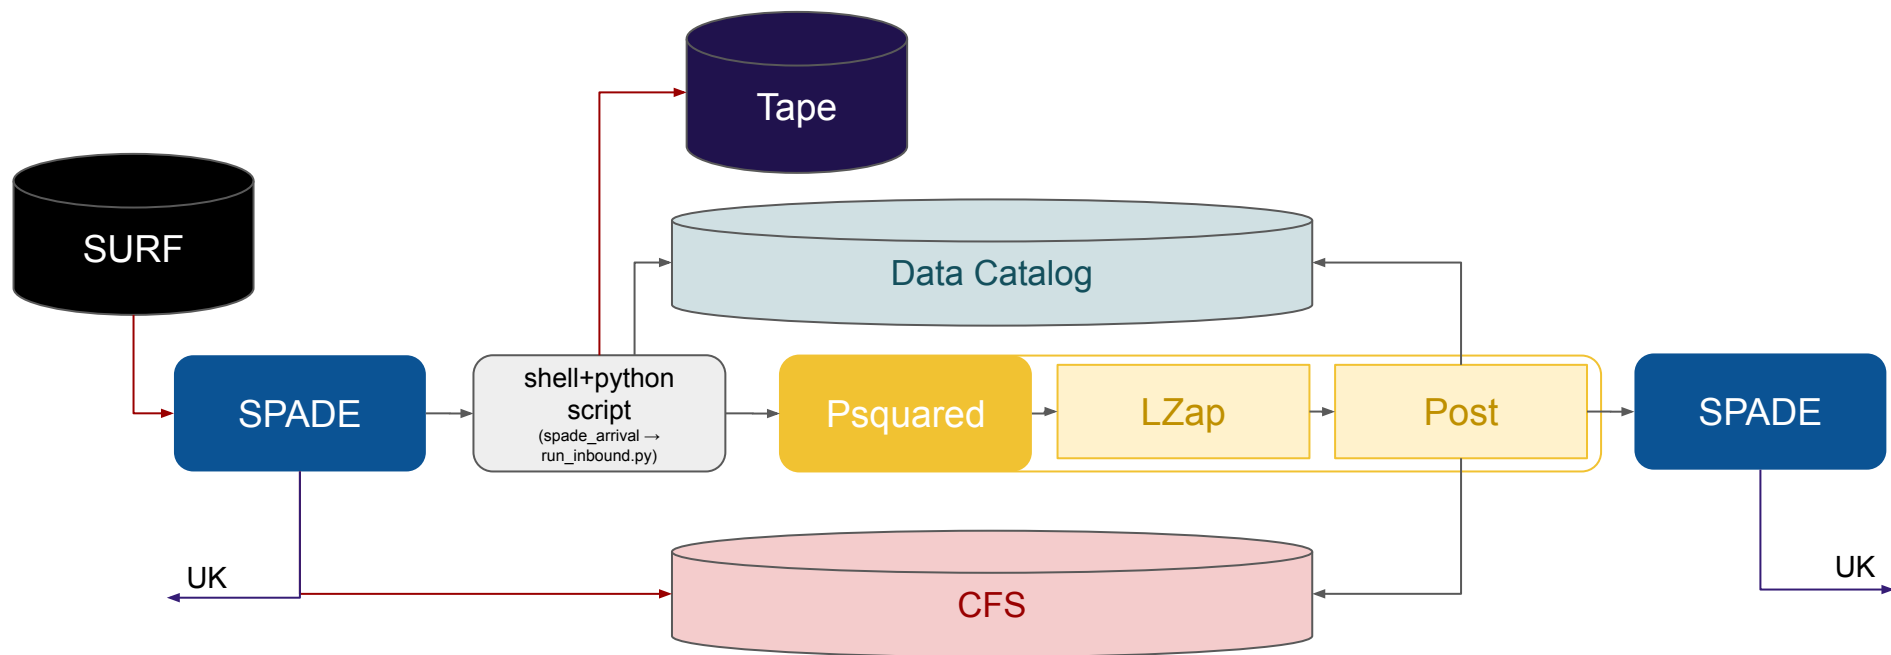 Tape
SURF
Data Catalog
SPADE
shell+python
script
(spade_arrival →
run_inbound.py)
Psquared
LZap
Post
SPADE
UK
CFS
UK